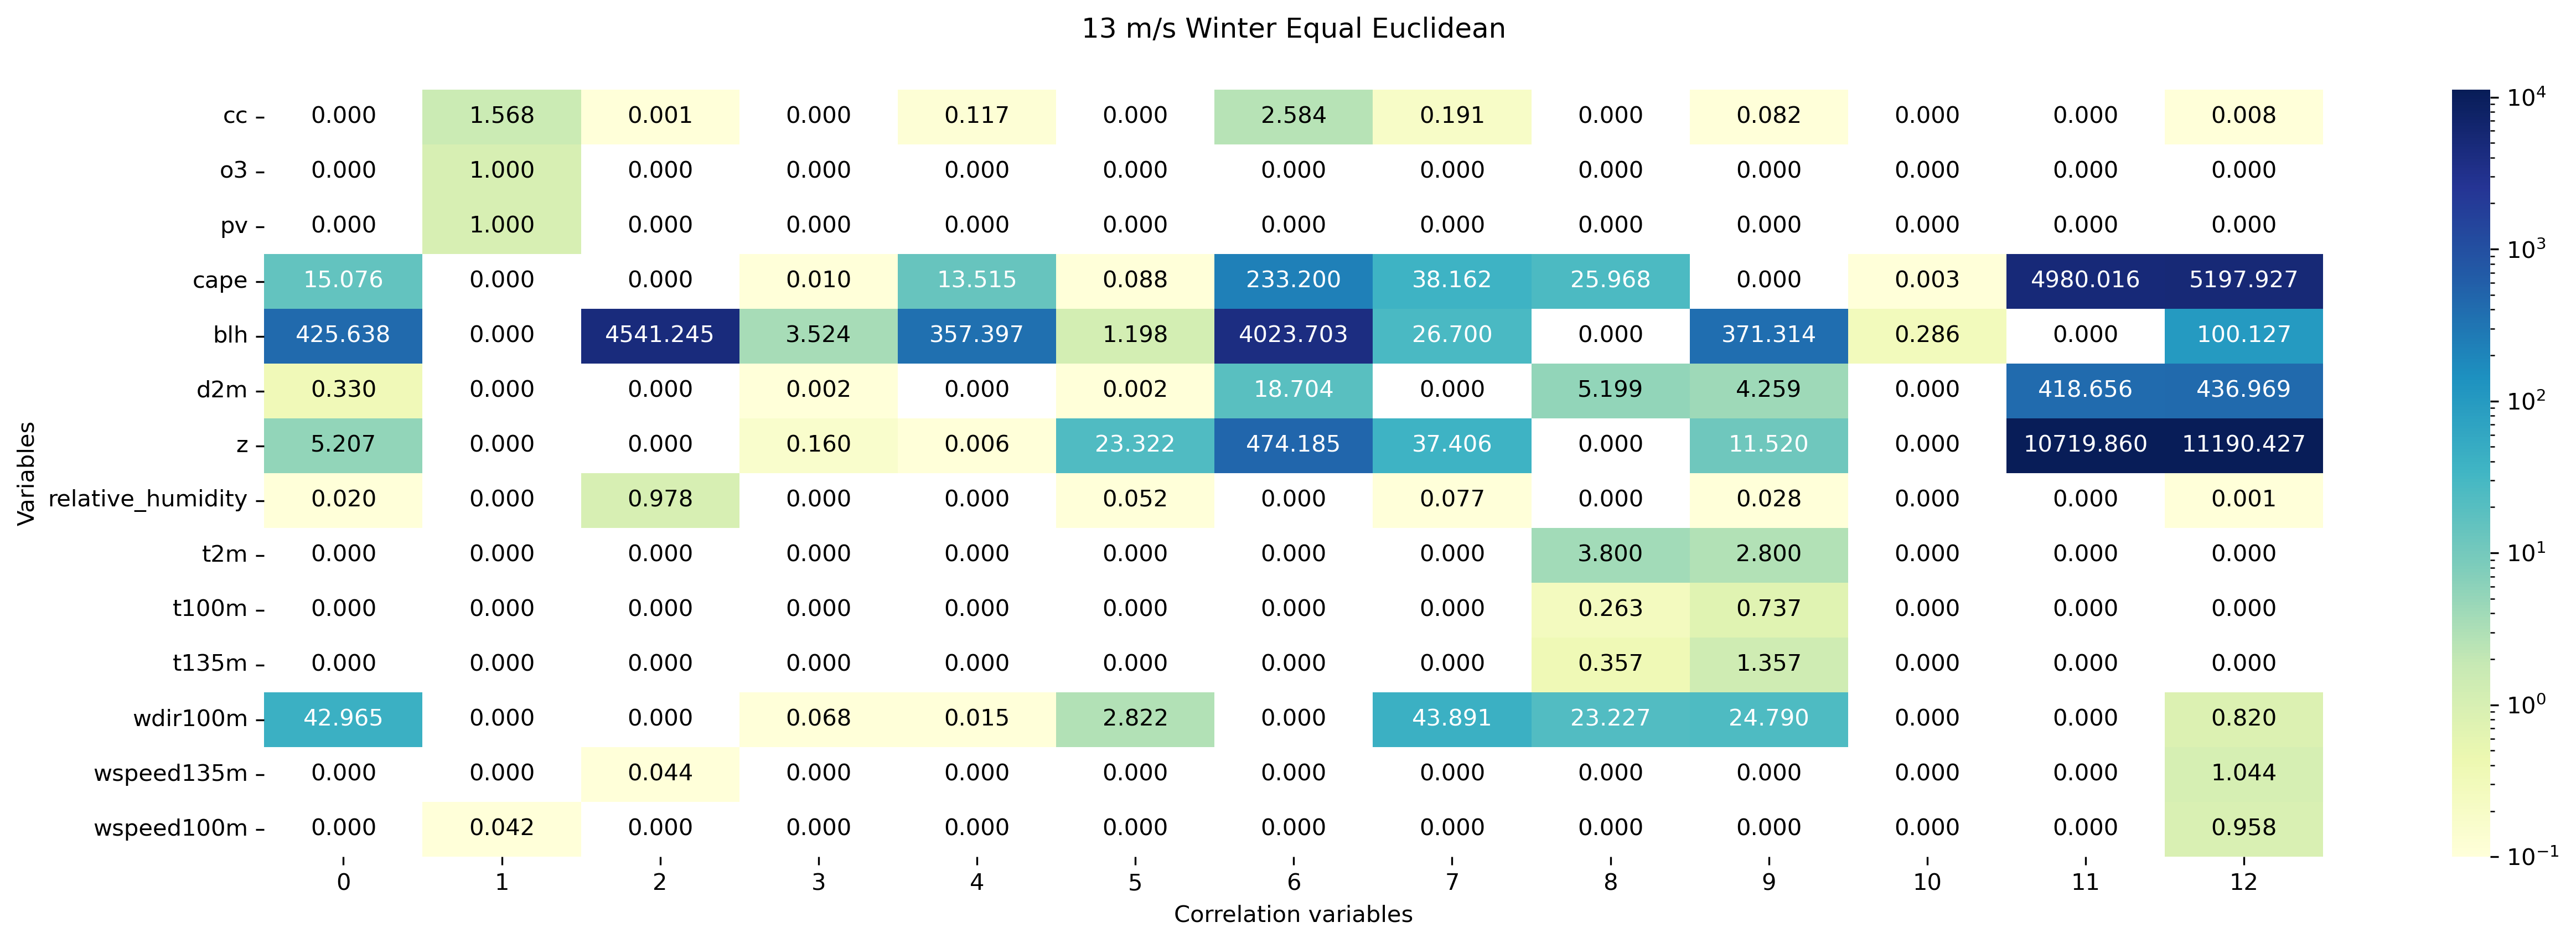 13 m/s Winter Equal Euclidean
cc 0.000 1.568 0.001 0.000 0.117 0.000 2.584 0.191 0.000 0.082 0.000 0.000 0.008
o3 0.000 1.000 0.000 0.000 0.000 0.000 0.000 0.000 0.000 0.000 0.000 0.000 0.000
pv 0.000 1.000 0.000 0.000 0.000 0.000 0.000 0.000 0.000 0.000 0.000 0.000 0.000
cape 15.076 0.000 0.000 0.010 13.515 0.088 233.200 38.162 25.968 0.000 0.003 4980.016 5197.927
blh 425.638 0.000 4541.245 3.524 357.397 1.198 4023.703 26.700 0.000 371.314 0.286 0.000 100.127
d2m 0.330 0.000 0.000 0.002 0.000 0.002 18.704 0.000 5.199 4.259 0.000 418.656 436.969
z 5.207 0.000 0.000 0.160 0.006 23.322 474.185 37.406 0.000 11.520 0.000 10719.860 11190.427
relative_humidity 0.020 0.000 0.978 0.000 0.000 0.052 0.000 0.077 0.000 0.028 0.000 0.000 0.001
t2m 0.000 0.000 0.000 0.000 0.000 0.000 0.000 0.000 3.800 2.800 0.000 0.000 0.000
t100m 0.000 0.000 0.000 0.000 0.000 0.000 0.000 0.000 0.263 0.737 0.000 0.000 0.000
t135m 0.000 0.000 0.000 0.000 0.000 0.000 0.000 0.000 0.357 1.357 0.000 0.000 0.000
wdir100m 42.965 0.000 0.000 0.068 0.015 2.822 0.000 43.891 23.227 24.790 0.000 0.000 0.820
wspeed135m 0.000 0.000 0.044 0.000 0.000 0.000 0.000 0.000 0.000 0.000 0.000 0.000 1.044
wspeed100m 0.000 0.042 0.000 0.000 0.000 0.000 0.000 0.000 0.000 0.000 0.000 0.000 0.958
0 1 2 3 4 5 6 7 8 9 10 11 12
Correlation variables
Variables
10⁴
10³
10²
10¹
10⁰
10⁻¹